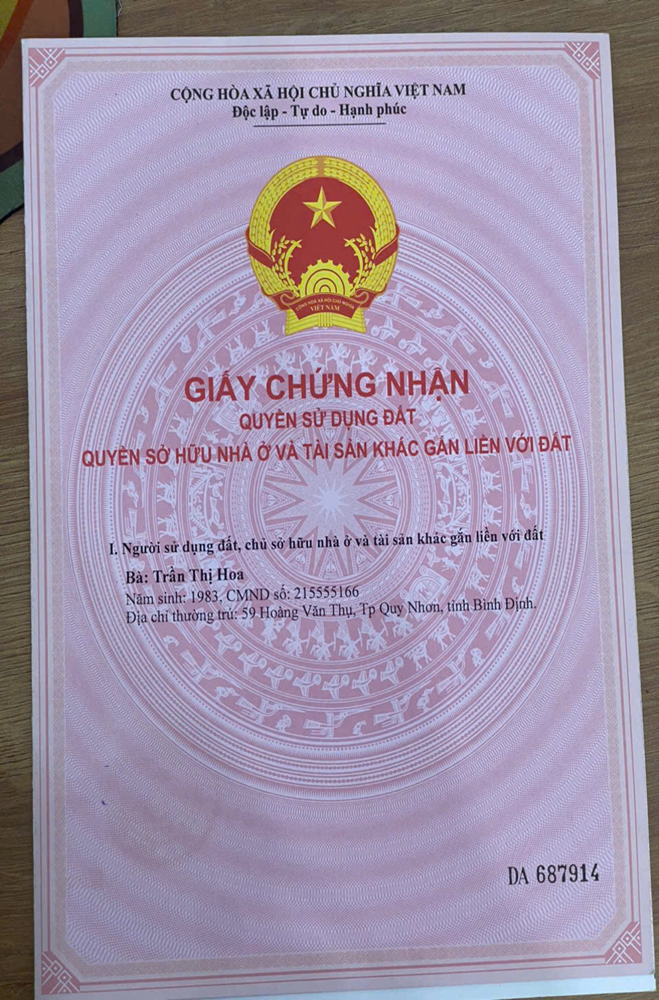 CỘNG HÒA XÃ HỘI CHỦ NGHĨA VIỆT NAM
Độc lập - Tự do - Hạnh phúc
CỘNG HÒA XÃ HỘI CHỦ NGHĨA
VIỆT NAM
GIẤY CHỨNG NHẬN
QUYỀN SỬ DỤNG ĐẤT
QUYỀN SỞ HỮU NHÀ Ở VÀ TÀI SẢN KHÁC GẮN LIỀN VỚI ĐẤT
I. Người sử dụng đất, chủ sở hữu nhà ở và tài sản khác gắn liền với đất
Bà: Trần Thị Hoa
Năm sinh: 1983, CMND số: 215555166
Địa chỉ thường trú: 59 Hoàng Văn Thụ, Tp Quy Nhơn, tỉnh Bình Định.
DA 687914